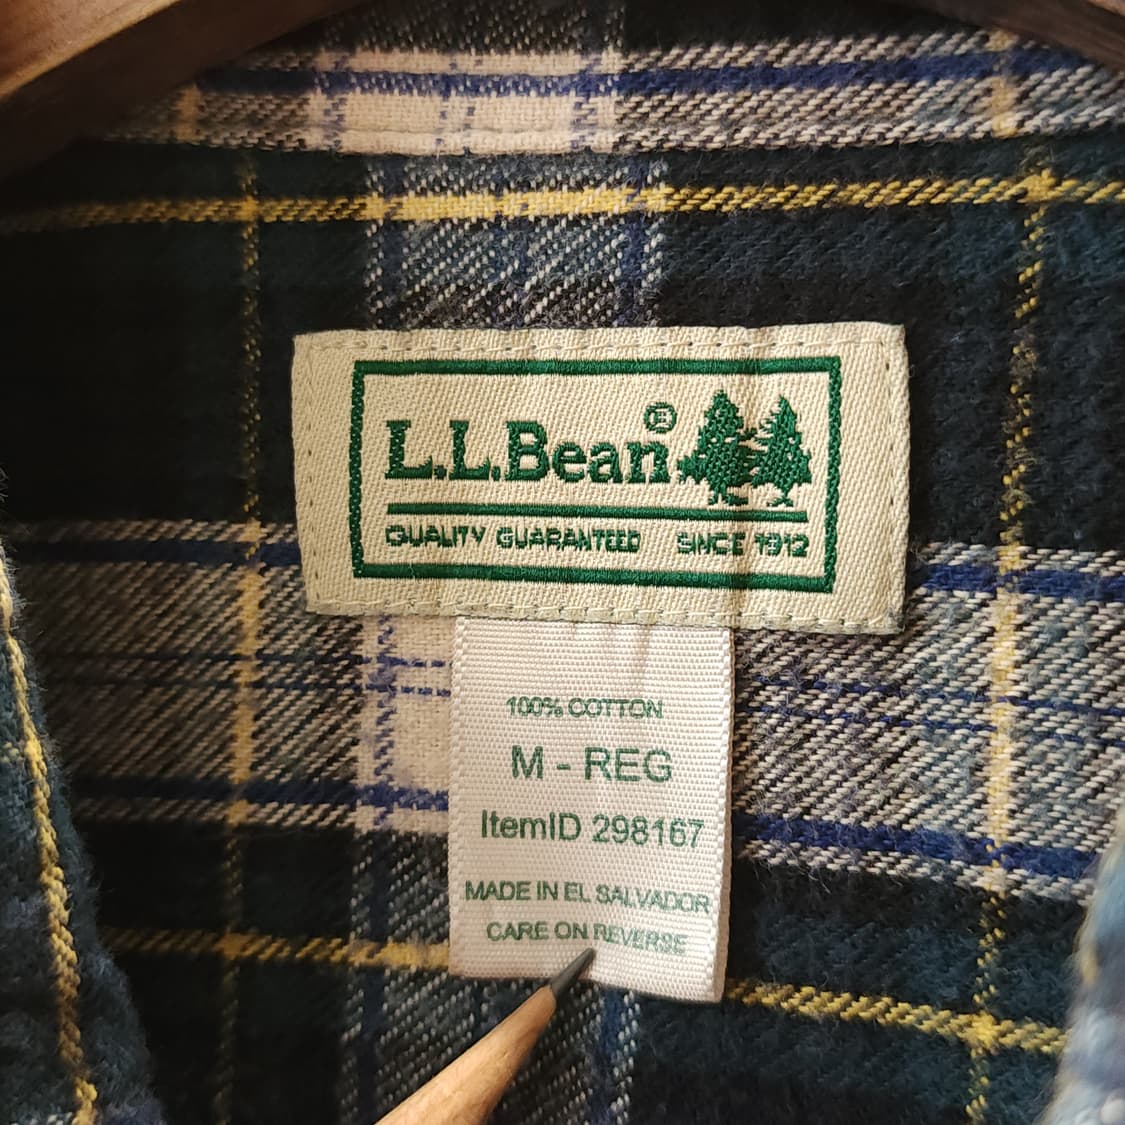 L.L.Bean®
QUALITY GUARANTEED SINCE 1912
100% COTTON
M - REG
ItemID 298167
MADE IN EL SALVADOR
CARE ON REVERSE